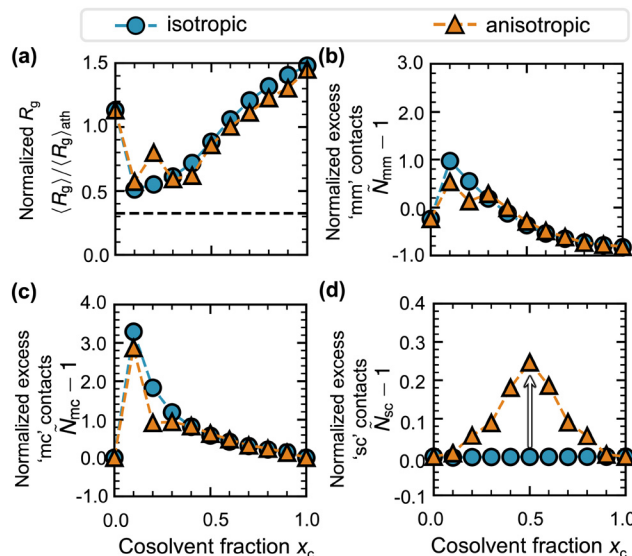 isotropic
anisotropic
(a)
Normalized Rg
⟨Rg⟩/⟨Rg⟩ath
1.5
1.0
0.5
0.0
(b)
Normalized excess
'mm' contacts
Ñmm − 1
3.0
2.0
1.0
0.0
-1.0
(c)
Normalized excess
'mc' contacts
Ñmc − 1
4.0
3.0
2.0
1.0
0.0
-1.0
0.0
0.5
1.0
Cosolvent fraction xc
(d)
Normalized excess
'sc' contacts
Ñsc − 1
0.4
0.3
0.2
0.1
0.0
-0.1
0.0
0.5
1.0
Cosolvent fraction xc